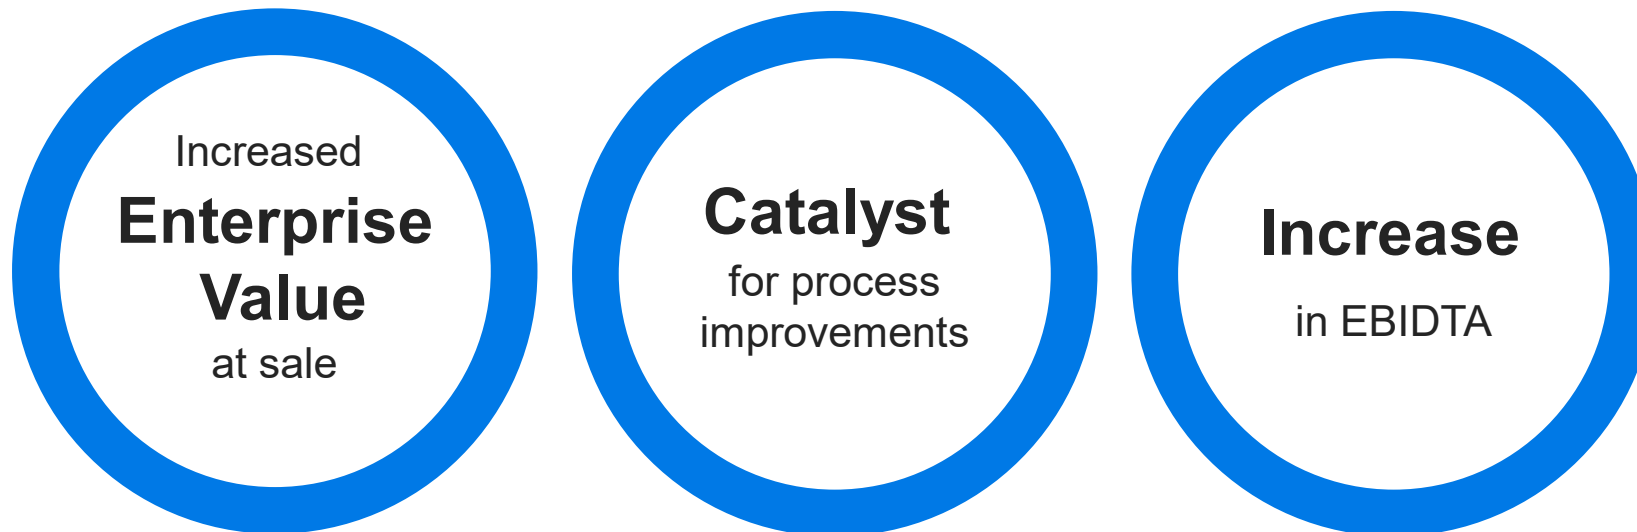 Increased
Enterprise
Value
at sale
Catalyst
for process
improvements
Increase
in EBIDTA